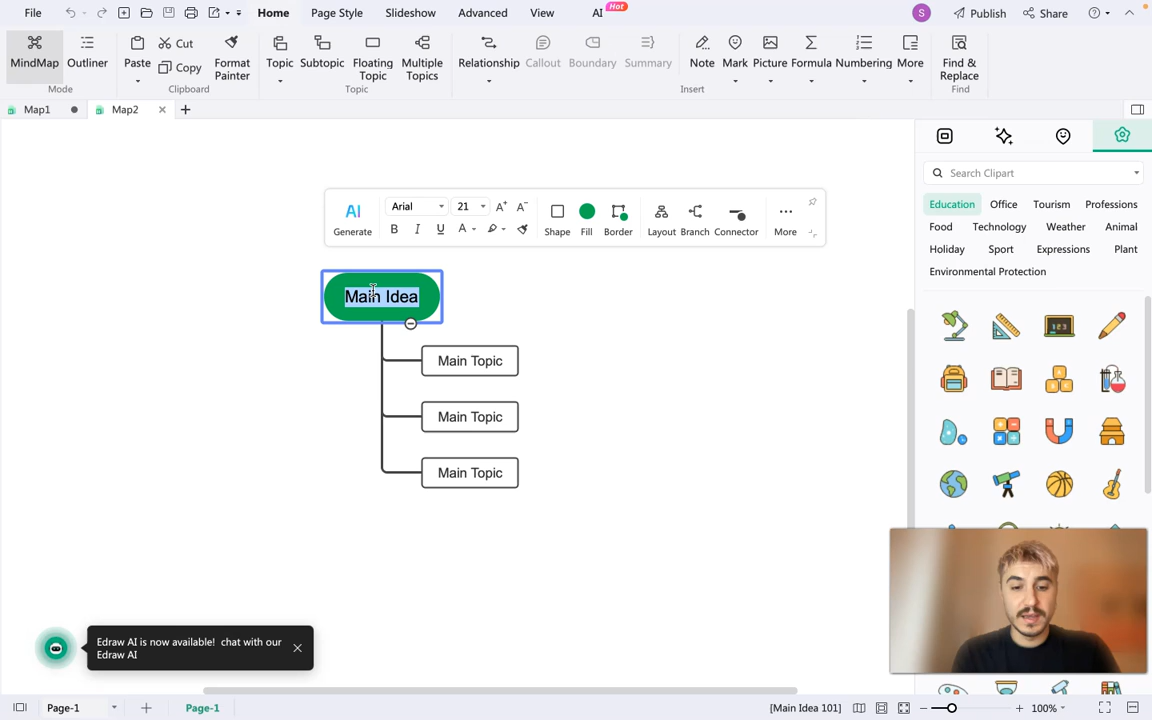 File Home Page Style Slideshow Advanced View AI Hot S Publish Share
MindMap Outliner Paste Cut Copy Format Painter Topic Subtopic Floating Topic Multiple Topics Relationship Callout Boundary Summary Note Mark Picture Formula Numbering More Find & Replace
Mode Clipboard Topic Insert Find
Map1 Map2
Search Clipart
Education Office Tourism Professions
Food Technology Weather Animal
Holiday Sport Expressions Plant
Environmental Protection
AI Arial 21 A+ A-
Generate B I U A Shape Fill Border Layout Branch Connector More
Main Idea
Main Topic
Main Topic
Main Topic
Edraw AI is now available! chat with our
Edraw AI
Page-1 Page-1 [Main Idea 101] 100%